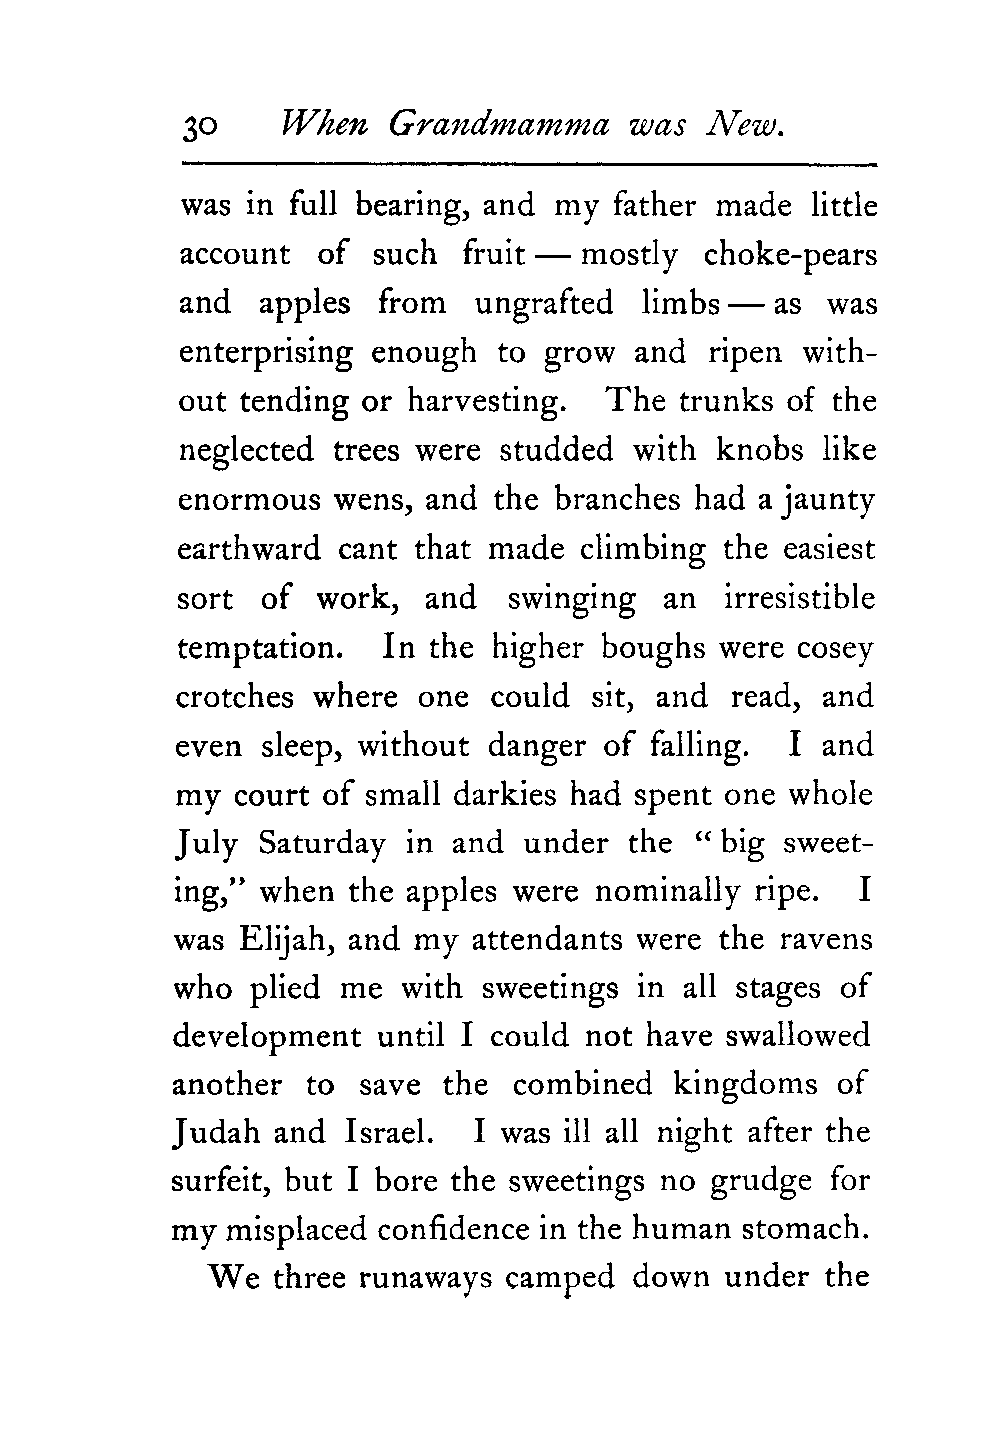 30 When Grandmamma was New.
was in full bearing, and my father made little
account of such fruit — mostly choke-pears
and apples from ungrafted limbs — as was
enterprising enough to grow and ripen with-
out tending or harvesting. The trunks of the
neglected trees were studded with knobs like
enormous wens, and the branches had a jaunty
earthward cant that made climbing the easiest
sort of work, and swinging an irresistible
temptation. In the higher boughs were cosey
crotches where one could sit, and read, and
even sleep, without danger of falling. I and
my court of small darkies had spent one whole
July Saturday in and under the “big sweet-
ing,” when the apples were nominally ripe. I
was Elijah, and my attendants were the ravens
who plied me with sweetings in all stages of
development until I could not have swallowed
another to save the combined kingdoms of
Judah and Israel. I was ill all night after the
surfeit, but I bore the sweetings no grudge for
my misplaced confidence in the human stomach.
We three runaways camped down under the